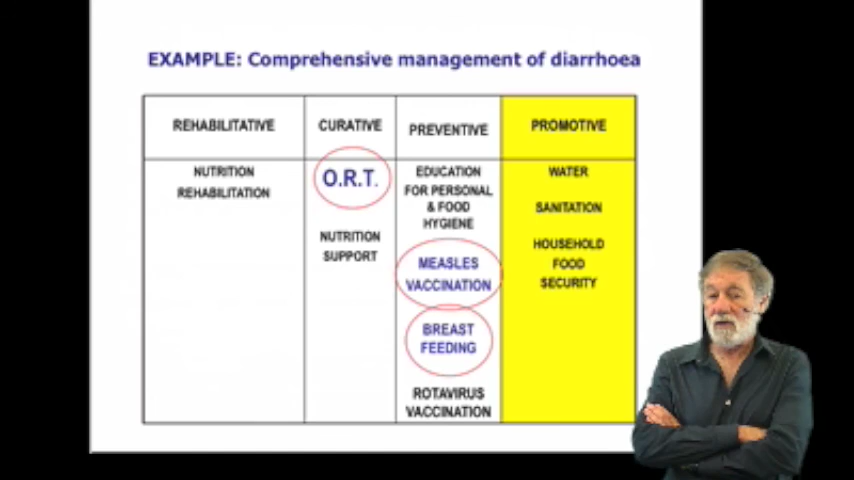 EXAMPLE: Comprehensive management of diarrhoea
REHABILITATIVE
CURATIVE
PREVENTIVE
PROMOTIVE
NUTRITION
REHABILITATION
O.R.T.
NUTRITION
SUPPORT
EDUCATION
FOR PERSONAL
& FOOD
HYGIENE
MEASLES
VACCINATION
BREAST
FEEDING
ROTAVIRUS
VACCINATION
WATER
SANITATION
HOUSEHOLD
FOOD
SECURITY